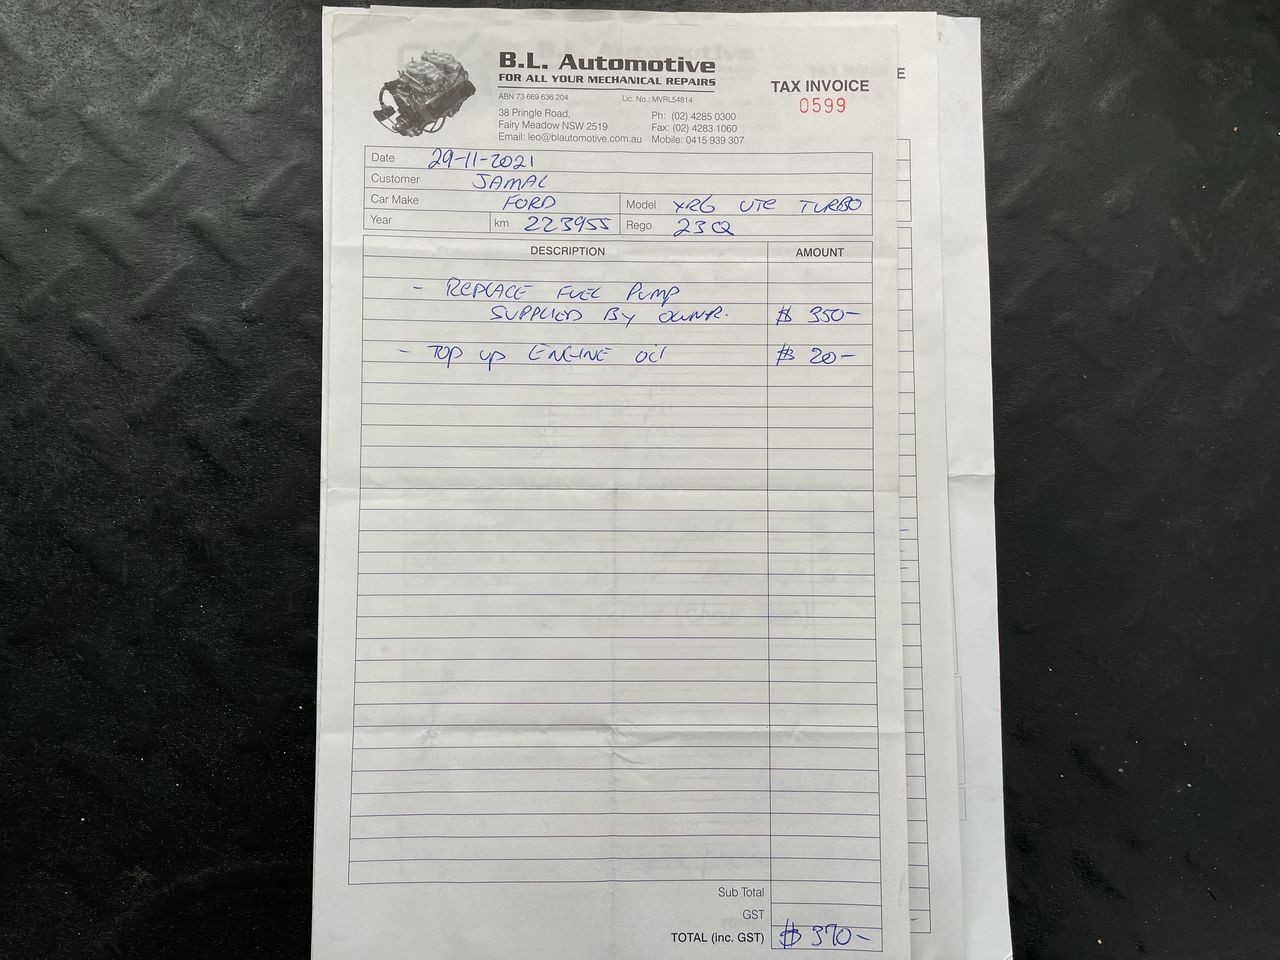 B.L. Automotive
FOR ALL YOUR MECHANICAL REPAIRS
ABN 73 669 636 204 Lic. No.: MVRL54814
38 Pringle Road, Ph: (02) 4285 0300
Fairy Meadow NSW 2519 Fax: (02) 4283 1060
Email: leo@blautomotive.com.au Mobile: 0415 939 307
TAX INVOICE
0599
E
Date 29-11-2021
Customer JAMAL
Car Make FORD Model XR6 UTE TURBO
Year km 223955 Rego 23Q
DESCRIPTION AMOUNT
- REPLACE FUEL PUMP
SUPPLIED BY OWNR. $ 350-
- TOP UP ENGINE OIL $ 20-
Sub Total
GST
TOTAL (inc. GST) $ 370-